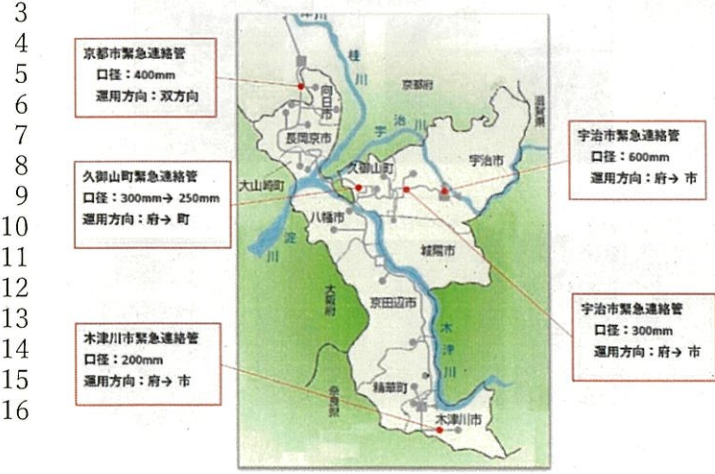 3
4
5
6
7
8
9
10
11
12
13
14
15
16
京都市緊急連絡管
口径：400mm
運用方向：双方向
久御山町緊急連絡管
口径：300mm→ 250mm
運用方向：府→ 町
木津川市緊急連絡管
口径：200mm
運用方向：府→ 市
津川
桂川
京都府
滋賀県
向日市
長岡京市
宇治川
宇治市
久御山町
大山崎町
八幡市
淀川
城陽市
大阪府
京田辺市
木津川
精華町
奈良県
木津川市
宇治市緊急連絡管
口径：600mm
運用方向：府→ 市
宇治市緊急連絡管
口径：300mm
運用方向：府→ 市